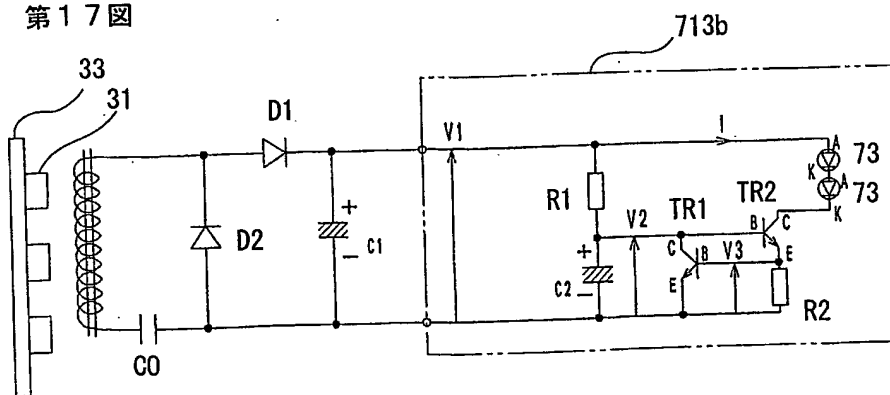 第17図
713b
33
31
D1
V1
I
A
73
K
A
73
K
R1
TR1
TR2
D2
+
V2
C
B
V3
B
C
E
E
+
- C1
C2 -
E
R2
C0